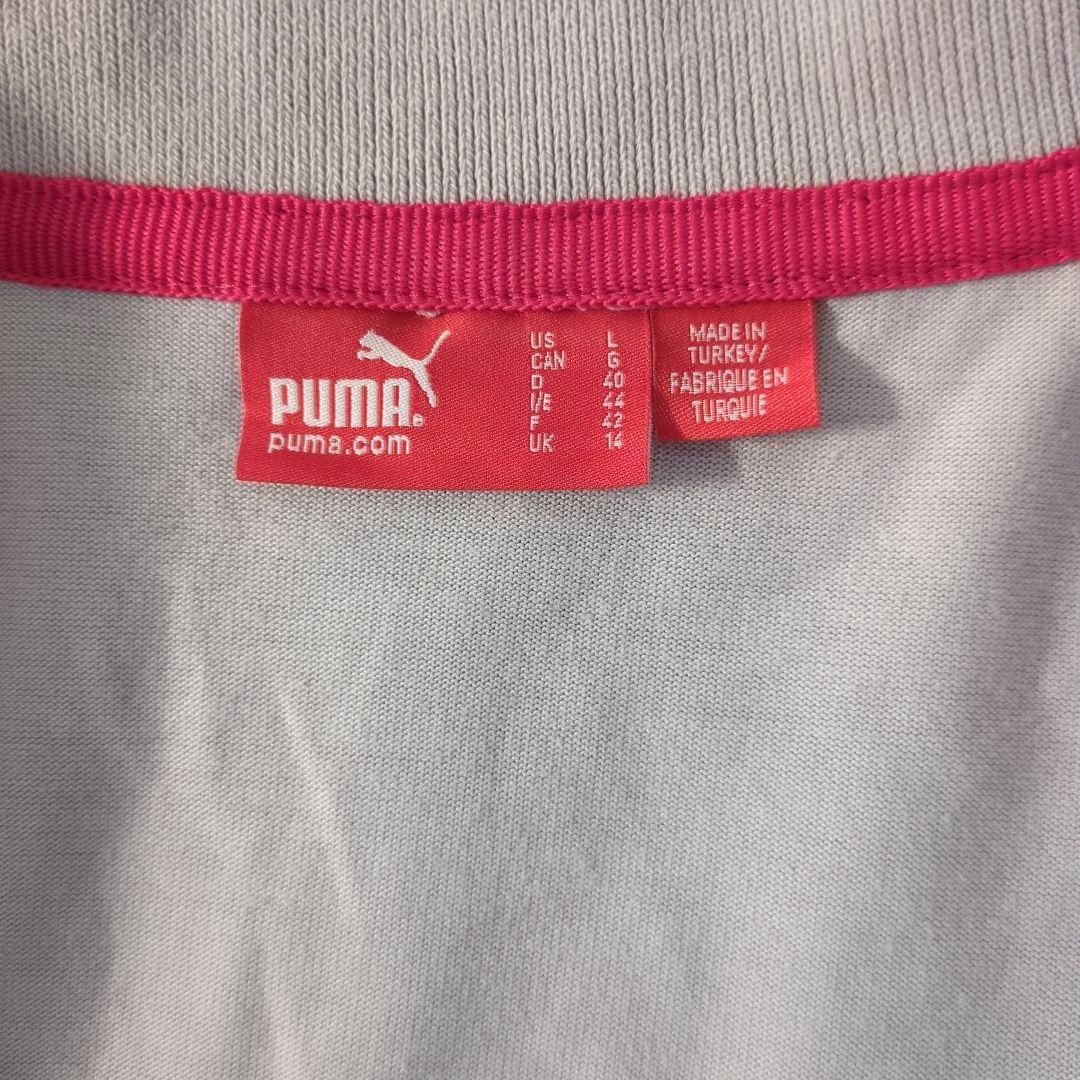 PUMA®
puma.com
US L
CAN G
D 40
I/E 44
F 42
UK 14
MADE IN
TURKEY/
FABRIQUE EN
TURQUIE